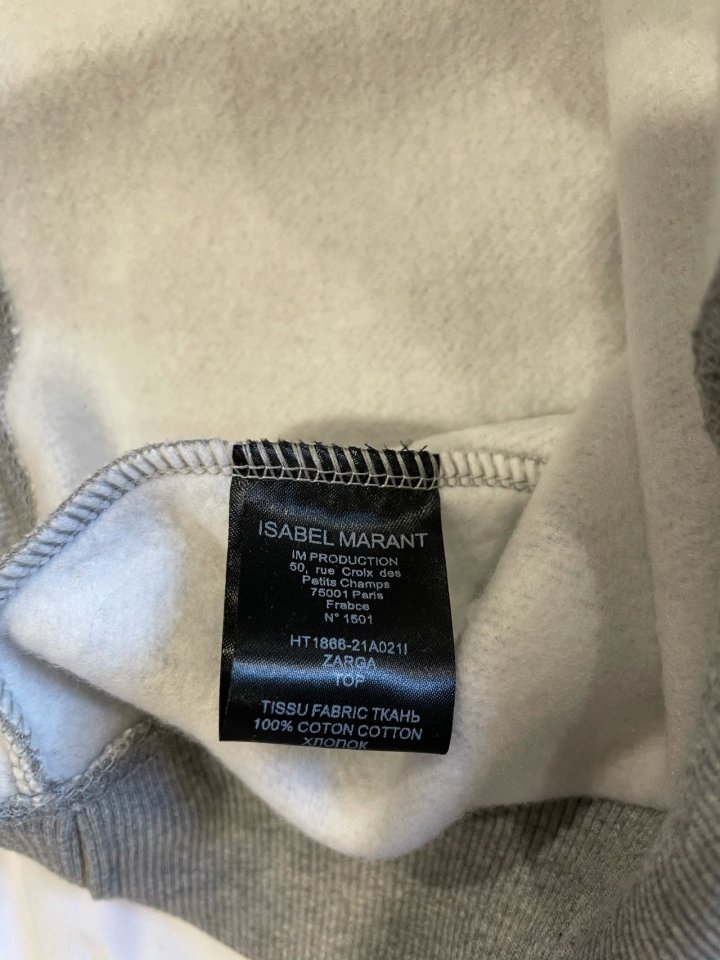 ISABEL MARANT
IM PRODUCTION
50, rue Croix des
Petits Champs
75001 Paris
Frabce
N° 1501
HT1866-21A021I
ZARGA
TOP
TISSU FABRIC ТКАНЬ
100% COTON COTTON
ХЛОПОК